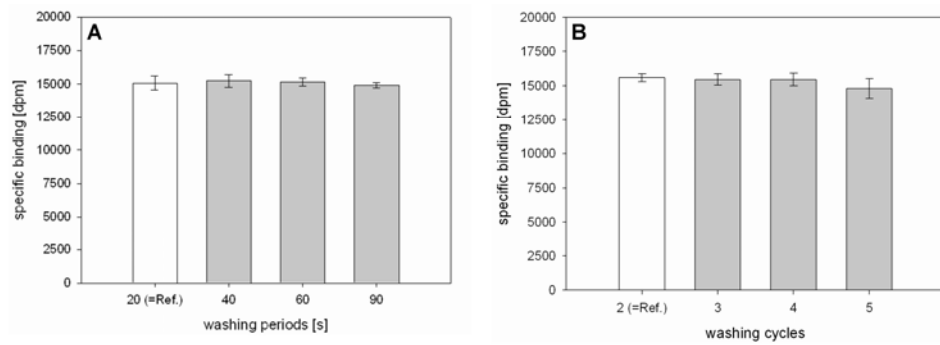 A
specific binding [dpm]
20000
17500
15000
12500
10000
7500
5000
2500
0
20 (=Ref.) 40 60 90
washing periods [s]
B
specific binding [dpm]
20000
17500
15000
12500
10000
7500
5000
2500
0
2 (=Ref.) 3 4 5
washing cycles